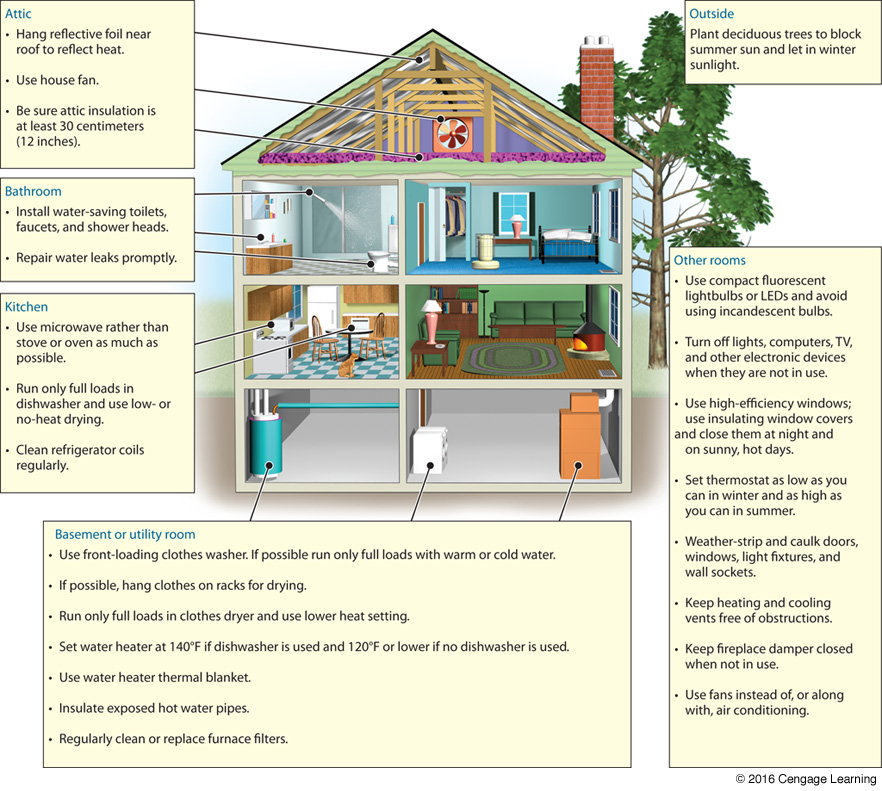 Attic
• Hang reflective foil near
roof to reflect heat.
• Use house fan.
• Be sure attic insulation is
at least 30 centimeters
(12 inches).
Bathroom
• Install water-saving toilets,
faucets, and shower heads.
• Repair water leaks promptly.
Kitchen
• Use microwave rather than
stove or oven as much as
possible.
• Run only full loads in
dishwasher and use low- or
no-heat drying.
• Clean refrigerator coils
regularly.
Outside
Plant deciduous trees to block
summer sun and let in winter
sunlight.
Other rooms
• Use compact fluorescent
lightbulbs or LEDs and avoid
using incandescent bulbs.
• Turn off lights, computers, TV,
and other electronic devices
when they are not in use.
• Use high-efficiency windows;
use insulating window covers
and close them at night and
on sunny, hot days.
• Set thermostat as low as you
can in winter and as high as
you can in summer.
• Weather-strip and caulk doors,
windows, light fixtures, and
wall sockets.
• Keep heating and cooling
vents free of obstructions.
• Keep fireplace damper closed
when not in use.
• Use fans instead of, or along
with, air conditioning.
Basement or utility room
• Use front-loading clothes washer. If possible run only full loads with warm or cold water.
• If possible, hang clothes on racks for drying.
• Run only full loads in clothes dryer and use lower heat setting.
• Set water heater at 140°F if dishwasher is used and 120°F or lower if no dishwasher is used.
• Use water heater thermal blanket.
• Insulate exposed hot water pipes.
• Regularly clean or replace furnace filters.
© 2016 Cengage Learning